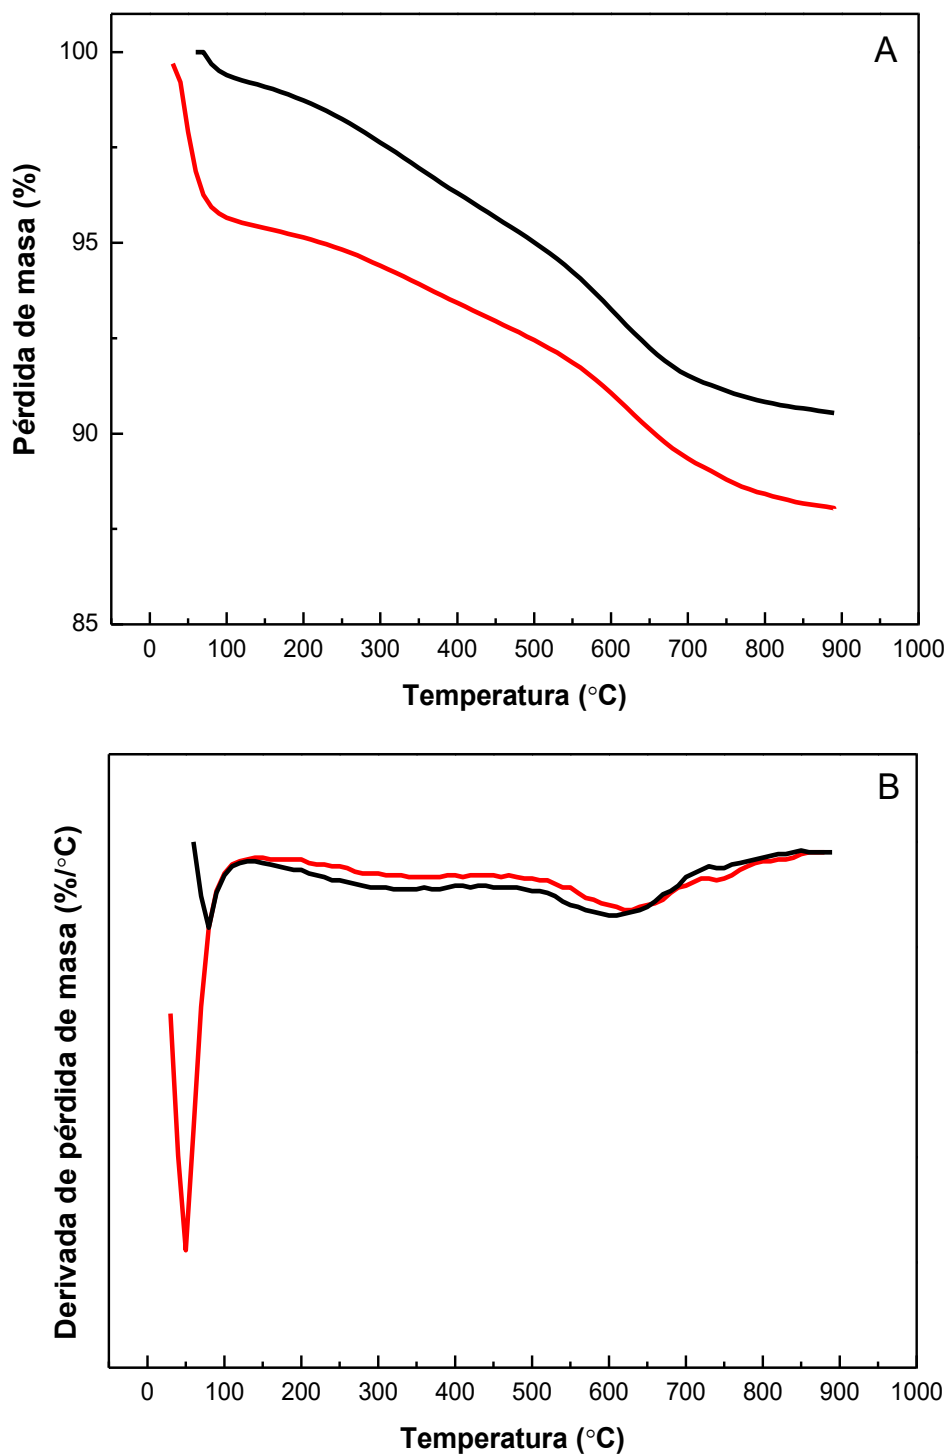 A
100
95
90
85
Pérdida de masa (%)
0 100 200 300 400 500 600 700 800 900 1000
Temperatura (°C)
B
Derivada de pérdida de masa (%/°C)
0 100 200 300 400 500 600 700 800 900 1000
Temperatura (°C)